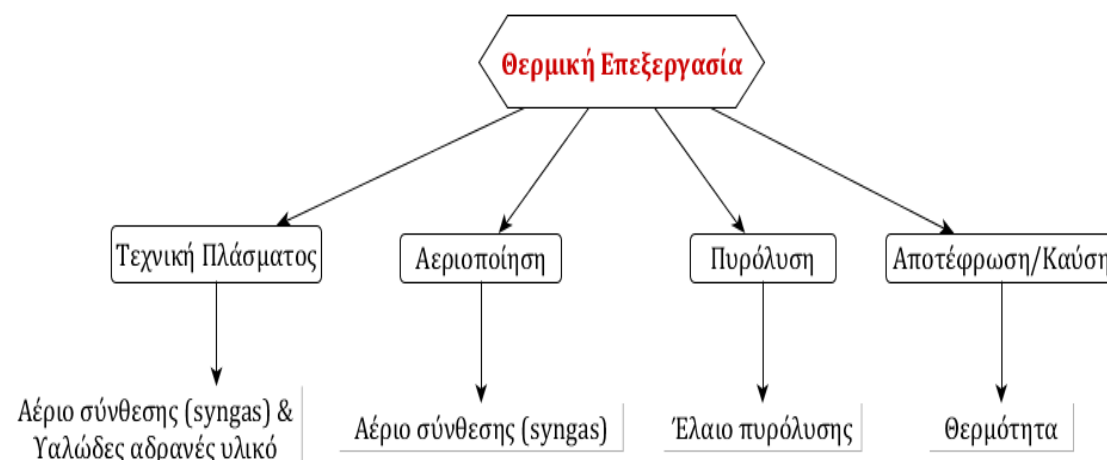 Θερμική Επεξεργασία
Τεχνική Πλάσματος
Αεριοποίηση
Πυρόλυση
Αποτέφρωση/Καύση
Αέριο σύνθεσης (syngas) &
Υαλώδες αδρανές υλικό
Αέριο σύνθεσης (syngas)
Έλαιο πυρόλυσης
Θερμότητα